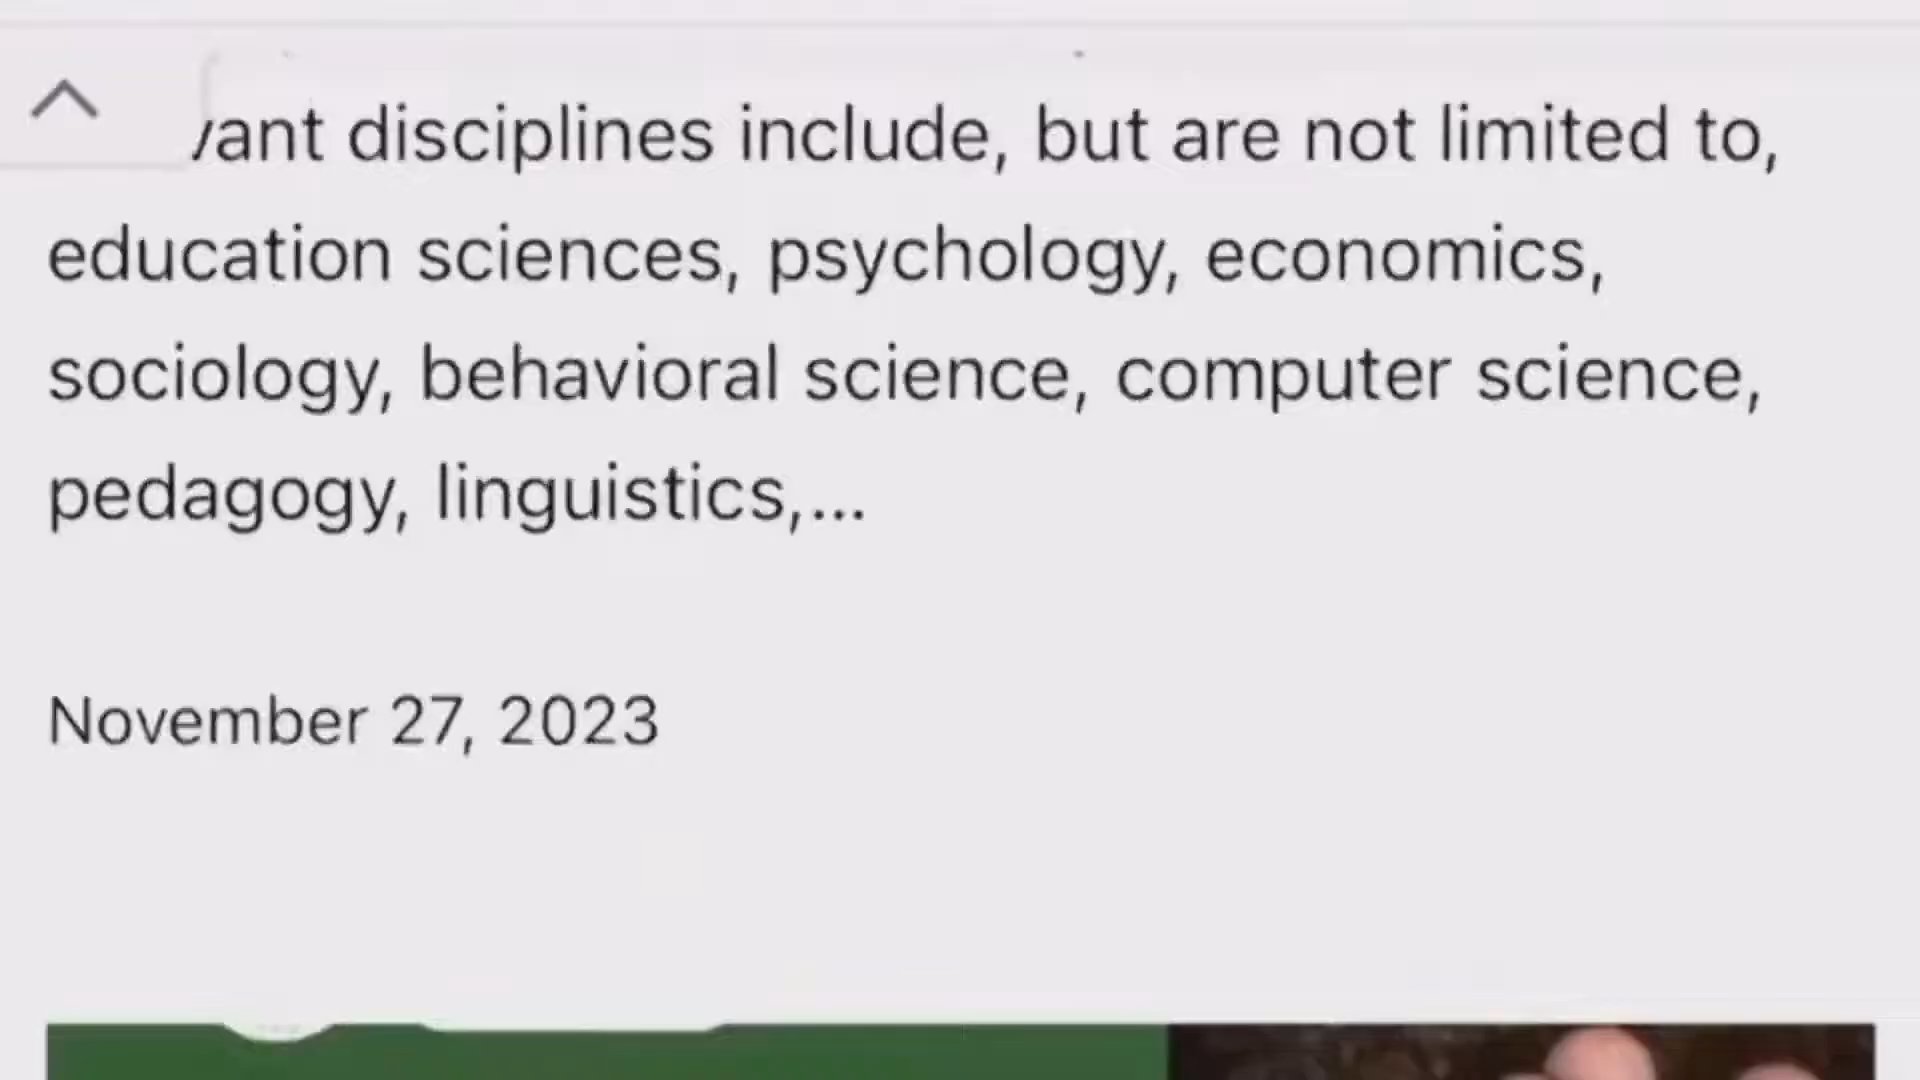 disciplines include, but are not limited to,
education sciences, psychology, economics,
sociology, behavioral science, computer science,
pedagogy, linguistics,...
November 27, 2023